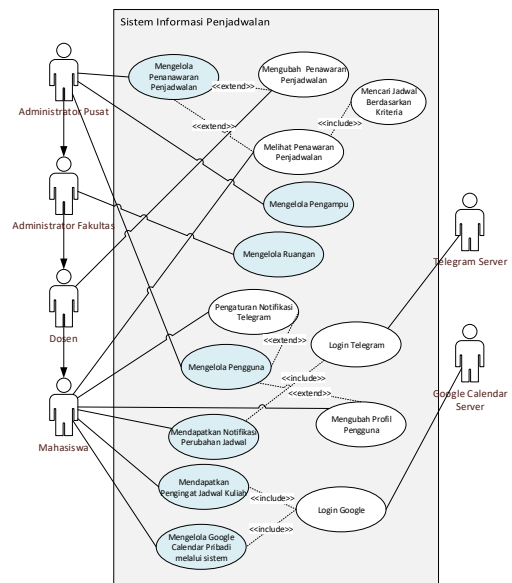 Sistem Informasi Penjadwalan
Mengelola
Penanawaran
Penjadwalan
<<extend>>
Mengubah Penawaran
Penjadwalan
Mencari Jadwal
Berdasarkan
Kriteria
Administrator Pusat
<<extend>>
<<include>>
Melihat Penawaran
Penjadwalan
Mengelola Pengampu
Administrator Fakultas
Mengelola Ruangan
Telegram Server
Pengaturan Notifikasi
Telegram
Dosen
<<extend>>
Login Telegram
Mengelola Pengguna
<<include>>
<<extend>>
Google Calendar
Server
Mengubah Profil
Pengguna
Mahasiswa
Mendapatkan Notifikasi
Perubahan Jadwal
Mendapatkan
Pengingat Jadwal Kuliah
<<include>>
Login Google
<<include>>
Mengelola Google
Calendar Pribadi
melalui sistem